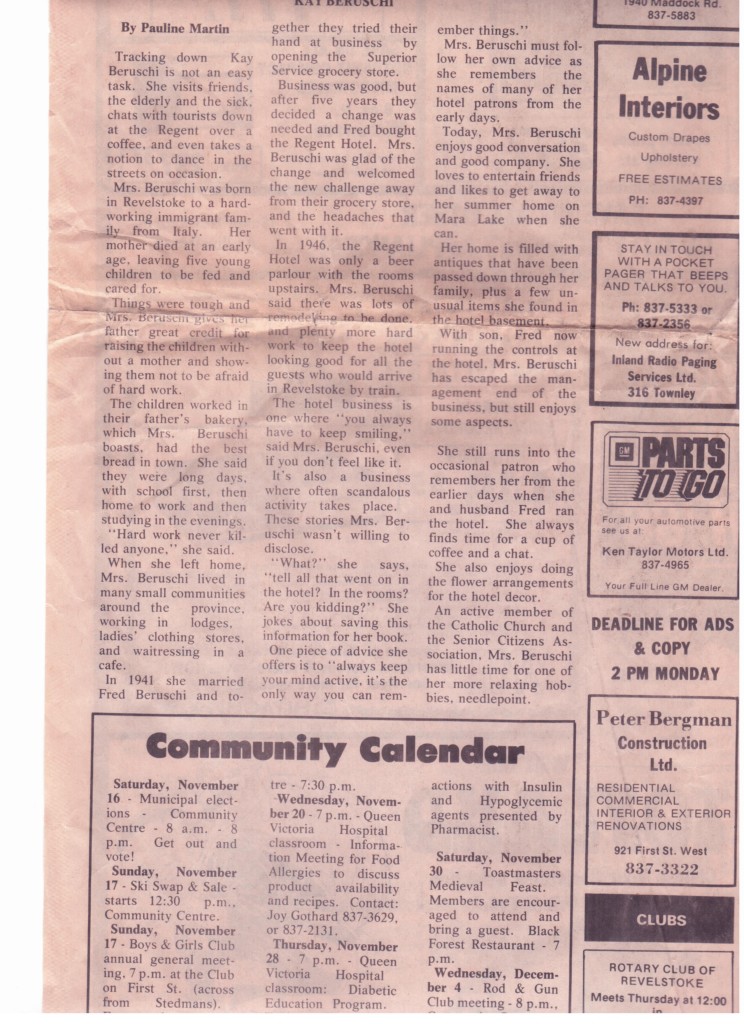 KAY BERUSCHI
By Pauline Martin
Tracking down Kay
Beruschi is not an easy
task. She visits friends,
the elderly and the sick,
chats with tourists down
at the Regent over a
coffee, and even takes a
notion to dance in the
streets on occasion.
Mrs. Beruschi was born
in Revelstoke to a hard-
working immigrant fam-
ily from Italy. Her
mother died at an early
age, leaving five young
children to be fed and
cared for.
Things were tough and
Mrs. Beruschi gives her
father great credit for
raising the children with-
out a mother and show-
ing them not to be afraid
of hard work.
The children worked in
their father's bakery,
which Mrs. Beruschi
boasts, had the best
bread in town. She said
they were long days,
with school first, then
home to work and then
studying in the evenings.
"Hard work never kil-
led anyone," she said.
When she left home,
Mrs. Beruschi lived in
many small communities
around the province,
working in lodges,
ladies' clothing stores,
and waitressing in a
cafe.
In 1941 she married
Fred Beruschi and to-
gether they tried their
hand at business by
opening the Superior
Service grocery store.
Business was good, but
after five years they
decided a change was
needed and Fred bought
the Regent Hotel. Mrs.
Beruschi was glad of the
change and welcomed
the new challenge away
from their grocery store,
and the headaches that
went with it.
In 1946, the Regent
Hotel was only a beer
parlour with the rooms
upstairs. Mrs. Beruschi
said there was lots of
remodeling to be done,
and plenty more hard
work to keep the hotel
looking good for all the
guests who would arrive
in Revelstoke by train.
The hotel business is
one where "you always
have to keep smiling,"
said Mrs. Beruschi, even
if you don't feel like it.
It's also a business
where often scandalous
activity takes place.
These stories Mrs. Ber-
uschi wasn't willing to
disclose.
"What?" she says,
"tell all that went on in
the hotel? In the rooms?
Are you kidding?" She
jokes about saving this
information for her book.
One piece of advice she
offers is to "always keep
your mind active, it's the
only way you can rem-
ember things."
Mrs. Beruschi must fol-
low her own advice as
she remembers the
names of many of her
hotel patrons from the
early days.
Today, Mrs. Beruschi
enjoys good conversation
and good company. She
loves to entertain friends
and likes to get away to
her summer home on
Mara Lake when she
can.
Her home is filled with
antiques that have been
passed down through her
family, plus a few un-
usual items she found in
the hotel basement.
With son, Fred now
running the controls at
the hotel, Mrs. Beruschi
has escaped the man-
agement end of the
business, but still enjoys
some aspects.
She still runs into the
occasional patron who
remembers her from the
earlier days when she
and husband Fred ran
the hotel. She always
finds time for a cup of
coffee and a chat.
She also enjoys doing
the flower arrangements
for the hotel decor.
An active member of
the Catholic Church and
the Senior Citizens As-
sociation, Mrs. Beruschi
has little time for one of
her more relaxing hob-
bies, needlepoint.
Community Calendar
Saturday, November
16 - Municipal elect-
ions - Community
Centre - 8 a.m. - 8
p.m. Get out and
vote!
Sunday, November
17 - Ski Swap & Sale -
starts 12:30 p.m.,
Community Centre.
Sunday, November
17 - Boys & Girls Club
annual general meet-
ing, 7 p.m. at the Club
on First St. (across
from Stedmans).
tre - 7:30 p.m.
Wednesday, Novem-
ber 20 - 7 p.m. - Queen
Victoria Hospital
classroom - Informa-
tion Meeting for Food
Allergies to discuss
product availability
and recipes. Contact:
Joy Gothard 837-3629,
or 837-2131.
Thursday, November
28 - 7 p.m. - Queen
Victoria Hospital
classroom: Diabetic
Education Program.
actions with Insulin
and Hypoglycemic
agents presented by
Pharmacist.
Saturday, November
30 - Toastmasters
Medieval Feast.
Members are encour-
aged to attend and
bring a guest. Black
Forest Restaurant - 7
p.m.
Wednesday, Decem-
ber 4 - Rod & Gun
Club meeting - 8 p.m.,
1940 Maddock Rd.
837-5883
Alpine
Interiors
Custom Drapes
Upholstery
FREE ESTIMATES
PH: 837-4397
STAY IN TOUCH
WITH A POCKET
PAGER THAT BEEPS
AND TALKS TO YOU.
Ph: 837-5333 or
837-2356
New address for:
Inland Radio Paging
Services Ltd.
316 Townley
GM PARTS
TO GO
For all your automotive parts
see us at:
Ken Taylor Motors Ltd.
837-4965
Your Full Line GM Dealer.
DEADLINE FOR ADS
& COPY
2 PM MONDAY
Peter Bergman
Construction
Ltd.
RESIDENTIAL
COMMERCIAL
INTERIOR & EXTERIOR
RENOVATIONS
921 First St. West
837-3322
CLUBS
ROTARY CLUB OF
REVELSTOKE
Meets Thursday at 12:00
in